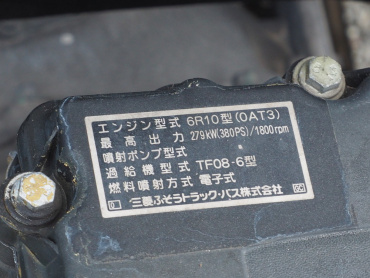 エンジン型式 6R10型(0AT3)
最高出力 279kW(380PS)/1800rpm
噴射ポンプ型式
過給機型式 TF08-6型
燃料噴射方式 電子式
三菱ふそうトラック・バス株式会社